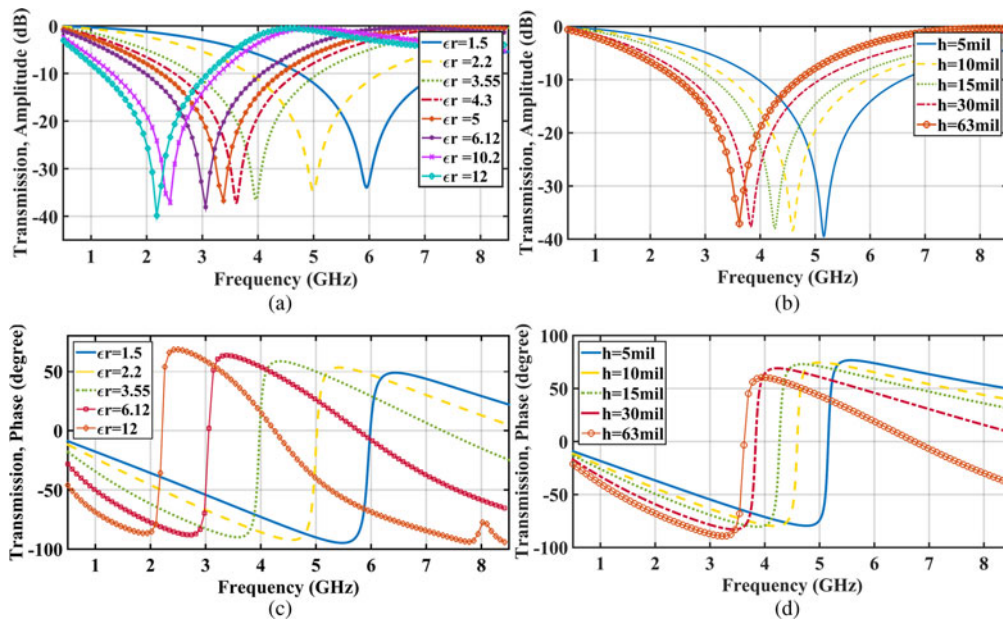 Transmission, Amplitude (dB)
0
-10
-20
-30
-40
1 2 3 4 5 6 7 8
Frequency (GHz)
(a)
ϵr=1.5
ϵr =2.2
ϵr =3.55
ϵr =4.3
ϵr =5
ϵr =6.12
ϵr =10.2
ϵr =12
Transmission, Amplitude (dB)
0
-10
-20
-30
-40
1 2 3 4 5 6 7 8
Frequency (GHz)
(b)
h=5mil
h=10mil
h=15mil
h=30mil
h=63mil
Transmission, Phase (degree)
100
50
0
-50
-100
1 2 3 4 5 6 7 8
Frequency (GHz)
(c)
ϵr=1.5
ϵr=2.2
ϵr=3.55
ϵr=6.12
ϵr=12
Transmission, Phase (degree)
100
50
0
-50
-100
1 2 3 4 5 6 7 8
Frequency (GHz)
(d)
h=5mil
h=10mil
h=15mil
h=30mil
h=63mil